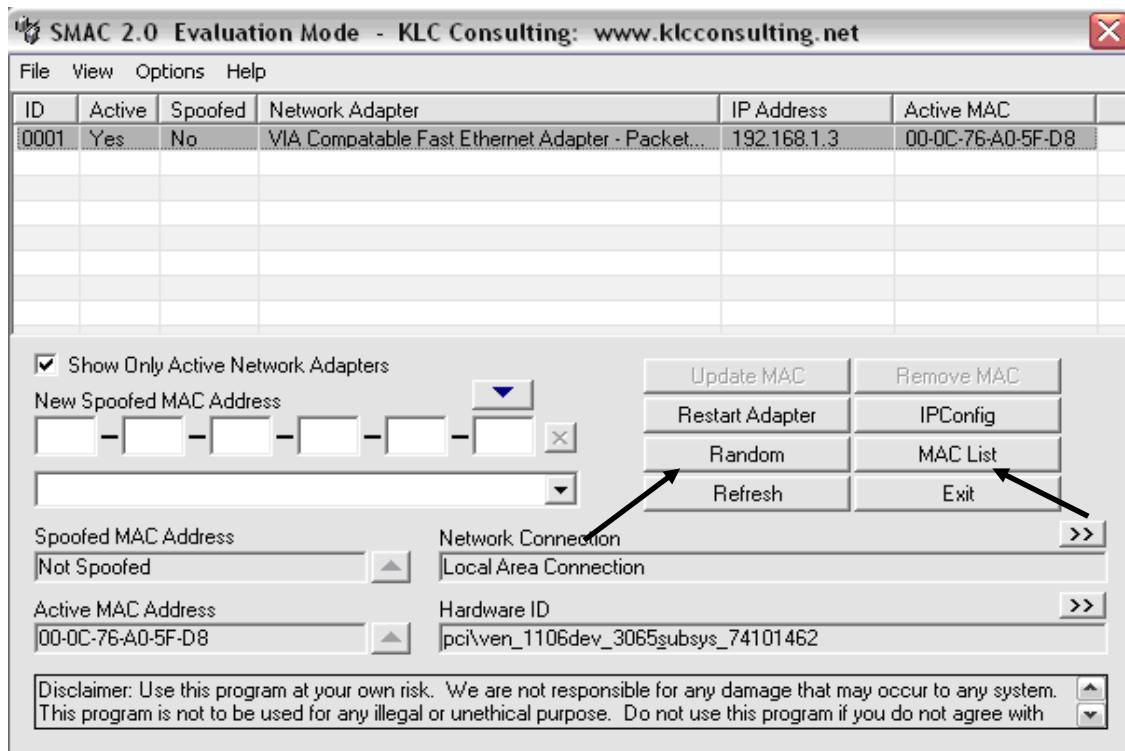 SMAC 2.0 Evaluation Mode - KLC Consulting: www.klcconsulting.net
File View Options Help
ID Active Spoofed Network Adapter IP Address Active MAC
0001 Yes No VIA Compatable Fast Ethernet Adapter - Packet... 192.168.1.3 00-0C-76-A0-5F-D8
Show Only Active Network Adapters
New Spoofed MAC Address
Update MAC Remove MAC
Restart Adapter IPConfig
Random MAC List
Refresh Exit
Spoofed MAC Address
Not Spoofed
Network Connection >>
Local Area Connection
Active MAC Address
00-0C-76-A0-5F-D8
Hardware ID >>
pci\ven_1106dev_3065subsys_74101462
Disclaimer: Use this program at your own risk. We are not responsible for any damage that may occur to any system.
This program is not to be used for any illegal or unethical purpose. Do not use this program if you do not agree with